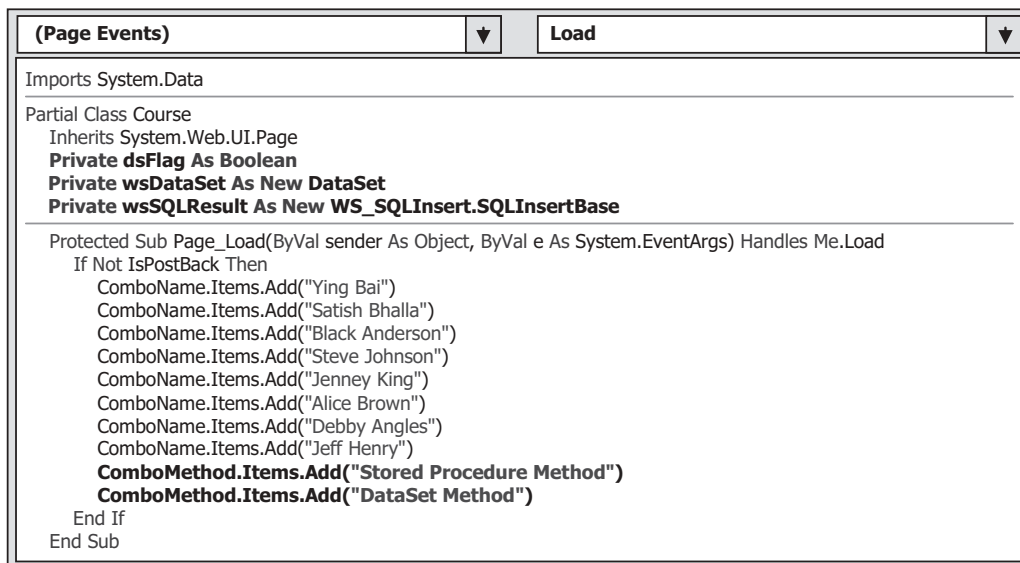 (Page Events) Load
Imports System.Data
Partial Class Course
Inherits System.Web.UI.Page
Private dsFlag As Boolean
Private wsDataSet As New DataSet
Private wsSQLResult As New WS_SQLInsert.SQLInsertBase
Protected Sub Page_Load(ByVal sender As Object, ByVal e As System.EventArgs) Handles Me.Load
If Not IsPostBack Then
ComboName.Items.Add("Ying Bai")
ComboName.Items.Add("Satish Bhalla")
ComboName.Items.Add("Black Anderson")
ComboName.Items.Add("Steve Johnson")
ComboName.Items.Add("Jenney King")
ComboName.Items.Add("Alice Brown")
ComboName.Items.Add("Debby Angles")
ComboName.Items.Add("Jeff Henry")
ComboMethod.Items.Add("Stored Procedure Method")
ComboMethod.Items.Add("DataSet Method")
End If
End Sub